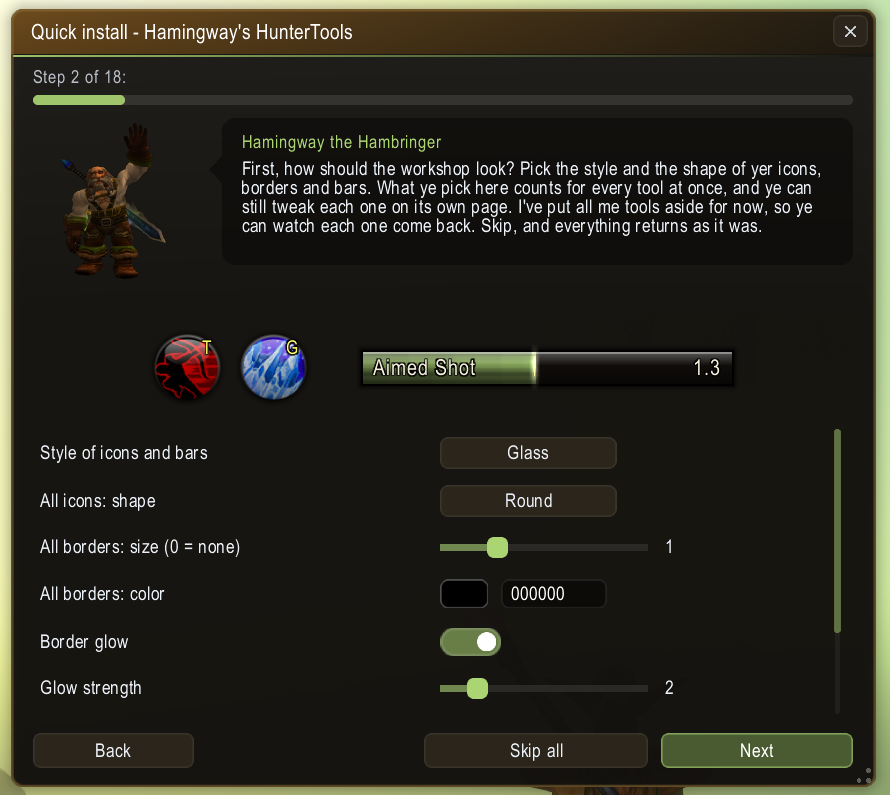 Quick install - Hamingway's HunterTools
Step 2 of 18:
Hamingway the Hambringer
First, how should the workshop look? Pick the style and the shape of yer icons,
borders and bars. What ye pick here counts for every tool at once, and ye can
still tweak each one on its own page. I've put all me tools aside for now, so ye
can watch each one come back. Skip, and everything returns as it was.
T
G
Aimed Shot 1.3
Style of icons and bars Glass
All icons: shape Round
All borders: size (0 = none) 1
All borders: color 000000
Border glow
Glow strength 2
Back Skip all Next